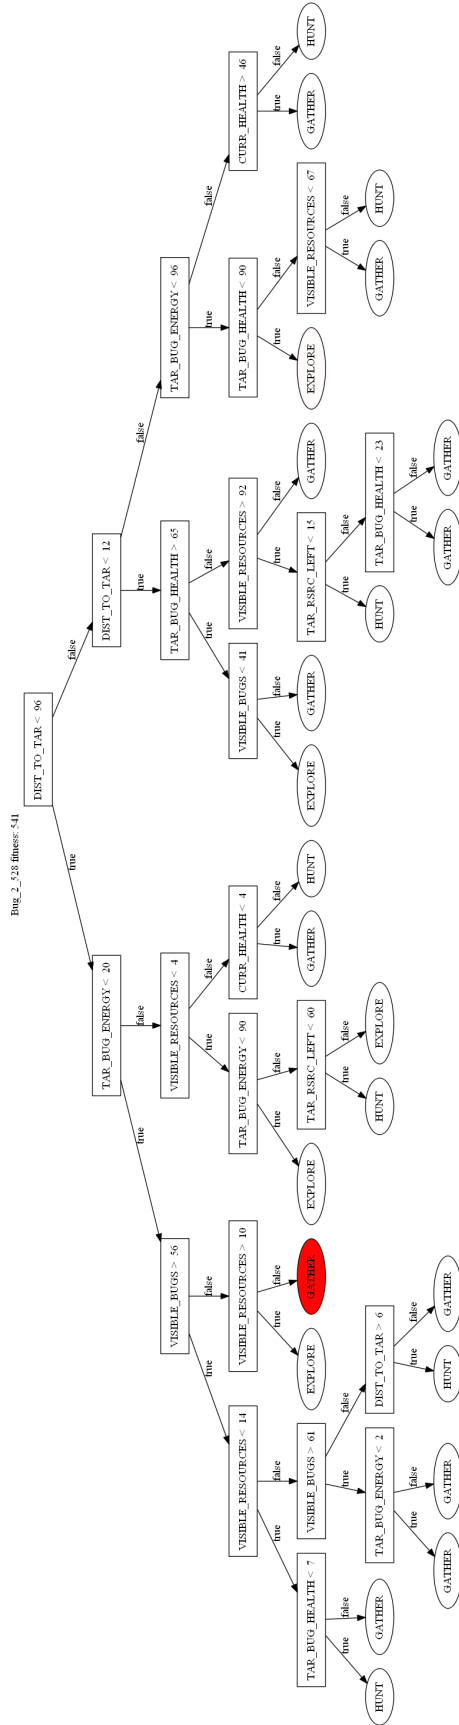 Bug_2_528 fitness: 541
DIST_TO_TAR < 96
true
false
TAR_BUG_ENERGY < 20
DIST_TO_TAR < 12
true
false
true
false
VISIBLE_BUGS > 56
VISIBLE_RESOURCES < 4
TAR_BUG_HEALTH > 65
TAR_BUG_ENERGY < 96
true
false
true
false
true
false
true
false
VISIBLE_RESOURCES < 14
VISIBLE_RESOURCES > 10
TAR_BUG_ENERGY < 90
CURR_HEALTH < 4
VISIBLE_BUGS < 41
VISIBLE_RESOURCES > 92
TAR_BUG_HEALTH < 90
CURR_HEALTH > 46
true
false
true
false
true
false
true
false
true
false
true
false
true
false
true
false
TAR_BUG_HEALTH < 7
VISIBLE_BUGS > 61
EXPLORE
GATHER
EXPLORE
TAR_RSRC_LEFT < 60
GATHER
HUNT
EXPLORE
GATHER
TAR_RSRC_LEFT < 15
GATHER
EXPLORE
VISIBLE_RESOURCES < 67
GATHER
HUNT
true
false
true
false
true
false
true
false
true
false
HUNT
GATHER
TAR_BUG_ENERGY < 2
DIST_TO_TAR > 6
HUNT
EXPLORE
HUNT
TAR_BUG_HEALTH < 23
GATHER
HUNT
true
false
true
false
true
false
GATHER
GATHER
HUNT
GATHER
GATHER
GATHER